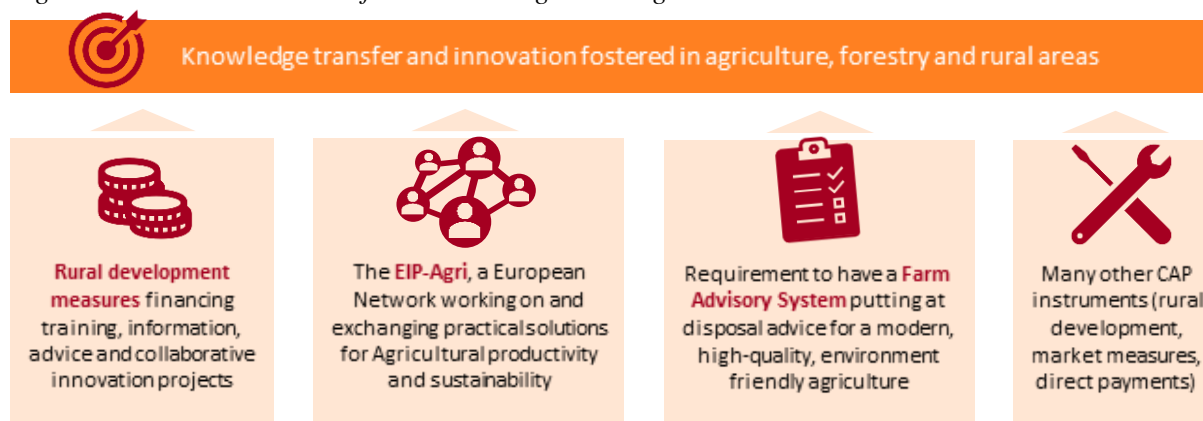 Knowledge transfer and innovation fostered in agriculture, forestry and rural areas
Rural development
measures financing
training, information,
advice and collaborative
innovation projects
The EIP-Agri, a European
Network working on and
exchanging practical solutions
for Agricultural productivity
and sustainability
Requirement to have a Farm
Advisory System putting at
disposal advice for a modern,
high-quality, environment
friendly agriculture
Many other CAP
instruments (rural
development,
market measures,
direct payments)